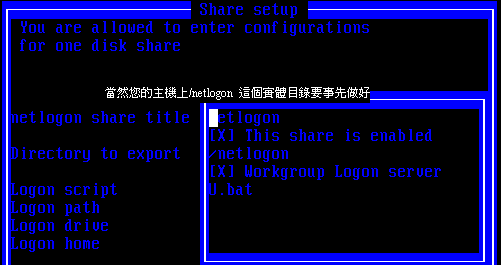 Share setup
You are allowed to enter configurations
for one disk share
當然您的主機上/netlogon 這個實體目錄要事先做好
netlogon share title netlogon
[X] This share is enabled
Directory to export /netlogon
[X] Workgroup Logon server
Logon script U.bat
Logon path
Logon drive
Logon home